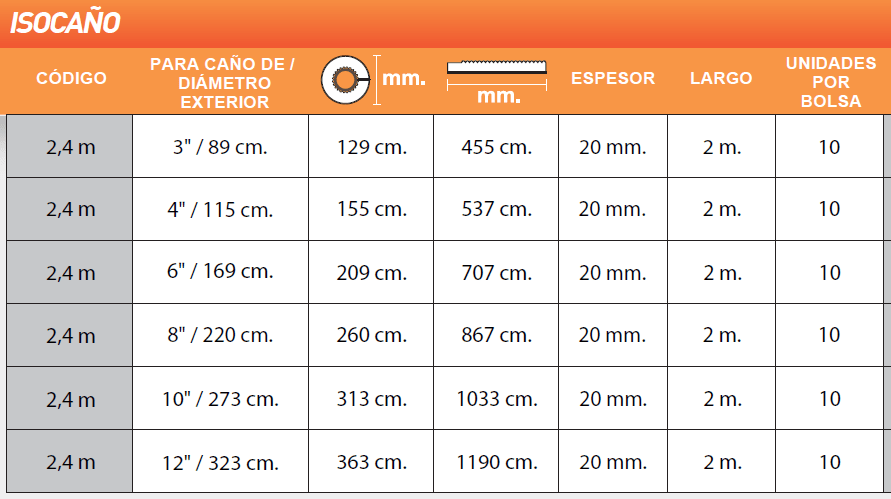 ISOCAÑO
CÓDIGO PARA CAÑO DE / DIÁMETRO EXTERIOR mm. mm. ESPESOR LARGO UNIDADES POR BOLSA
2,4 m 3" / 89 cm. 129 cm. 455 cm. 20 mm. 2 m. 10
2,4 m 4" / 115 cm. 155 cm. 537 cm. 20 mm. 2 m. 10
2,4 m 6" / 169 cm. 209 cm. 707 cm. 20 mm. 2 m. 10
2,4 m 8" / 220 cm. 260 cm. 867 cm. 20 mm. 2 m. 10
2,4 m 10" / 273 cm. 313 cm. 1033 cm. 20 mm. 2 m. 10
2,4 m 12" / 323 cm. 363 cm. 1190 cm. 20 mm. 2 m. 10